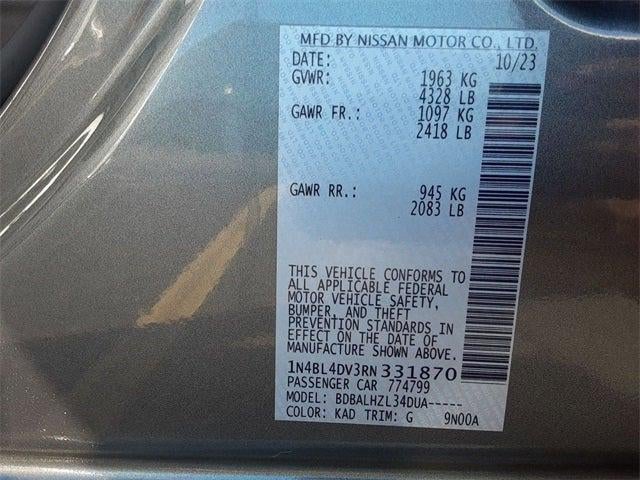 MFD BY NISSAN MOTOR CO., LTD.
DATE: 10/23
GVWR: 1963 KG
4328 LB
GAWR FR.: 1097 KG
2418 LB
GAWR RR.: 945 KG
2083 LB
THIS VEHICLE CONFORMS TO
ALL APPLICABLE FEDERAL
MOTOR VEHICLE SAFETY,
BUMPER, AND THEFT
PREVENTION STANDARDS IN
EFFECT ON THE DATE OF
MANUFACTURE SHOWN ABOVE.
1N4BL4DV3RN331870
PASSENGER CAR 774799
MODEL: BDBALHZL34DUA-----
COLOR: KAD TRIM: G 9N00A